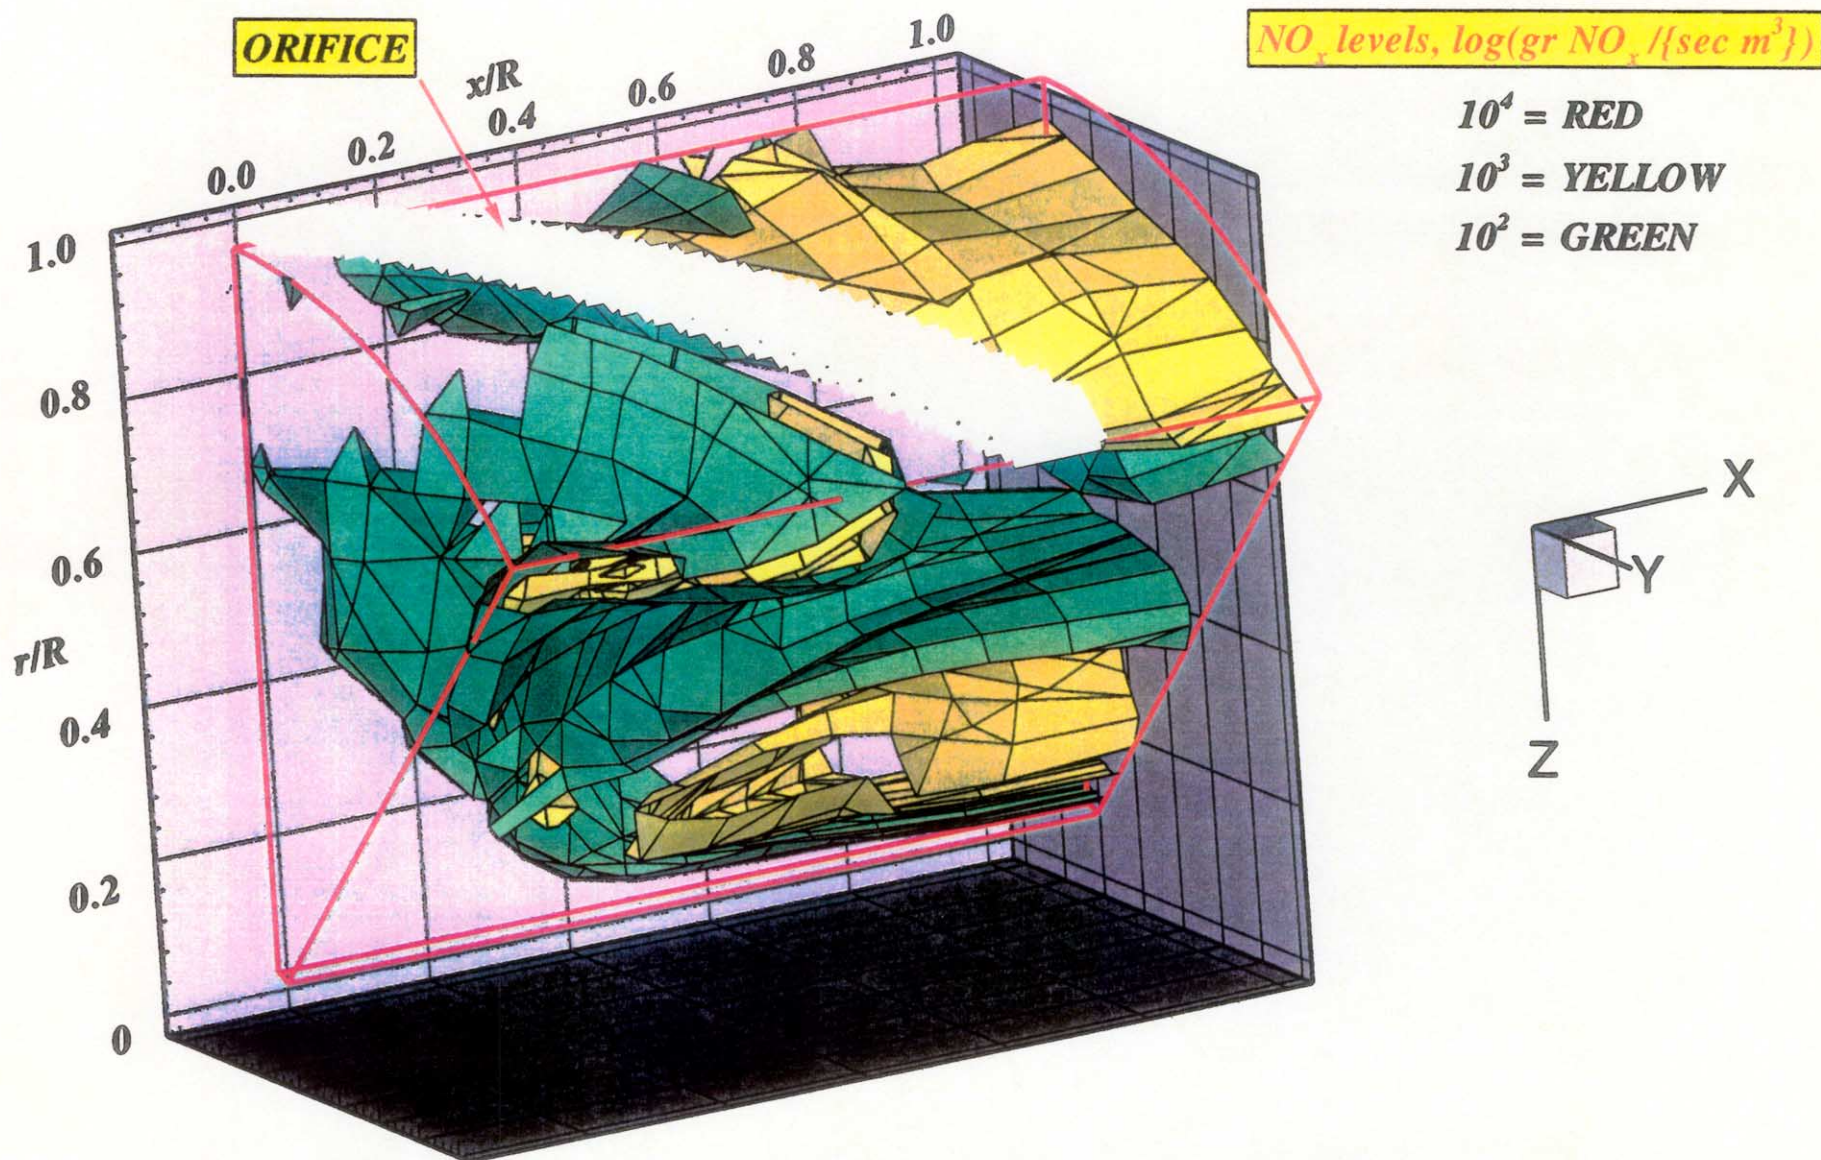 ORIFICE
NOx levels, log(gr NOx /{sec m³})
10⁴ = RED
10³ = YELLOW
10² = GREEN
x/R
0.0
0.2
0.4
0.6
0.8
1.0
1.0
0.8
0.6
r/R
0.4
0.2
0
X
Y
Z